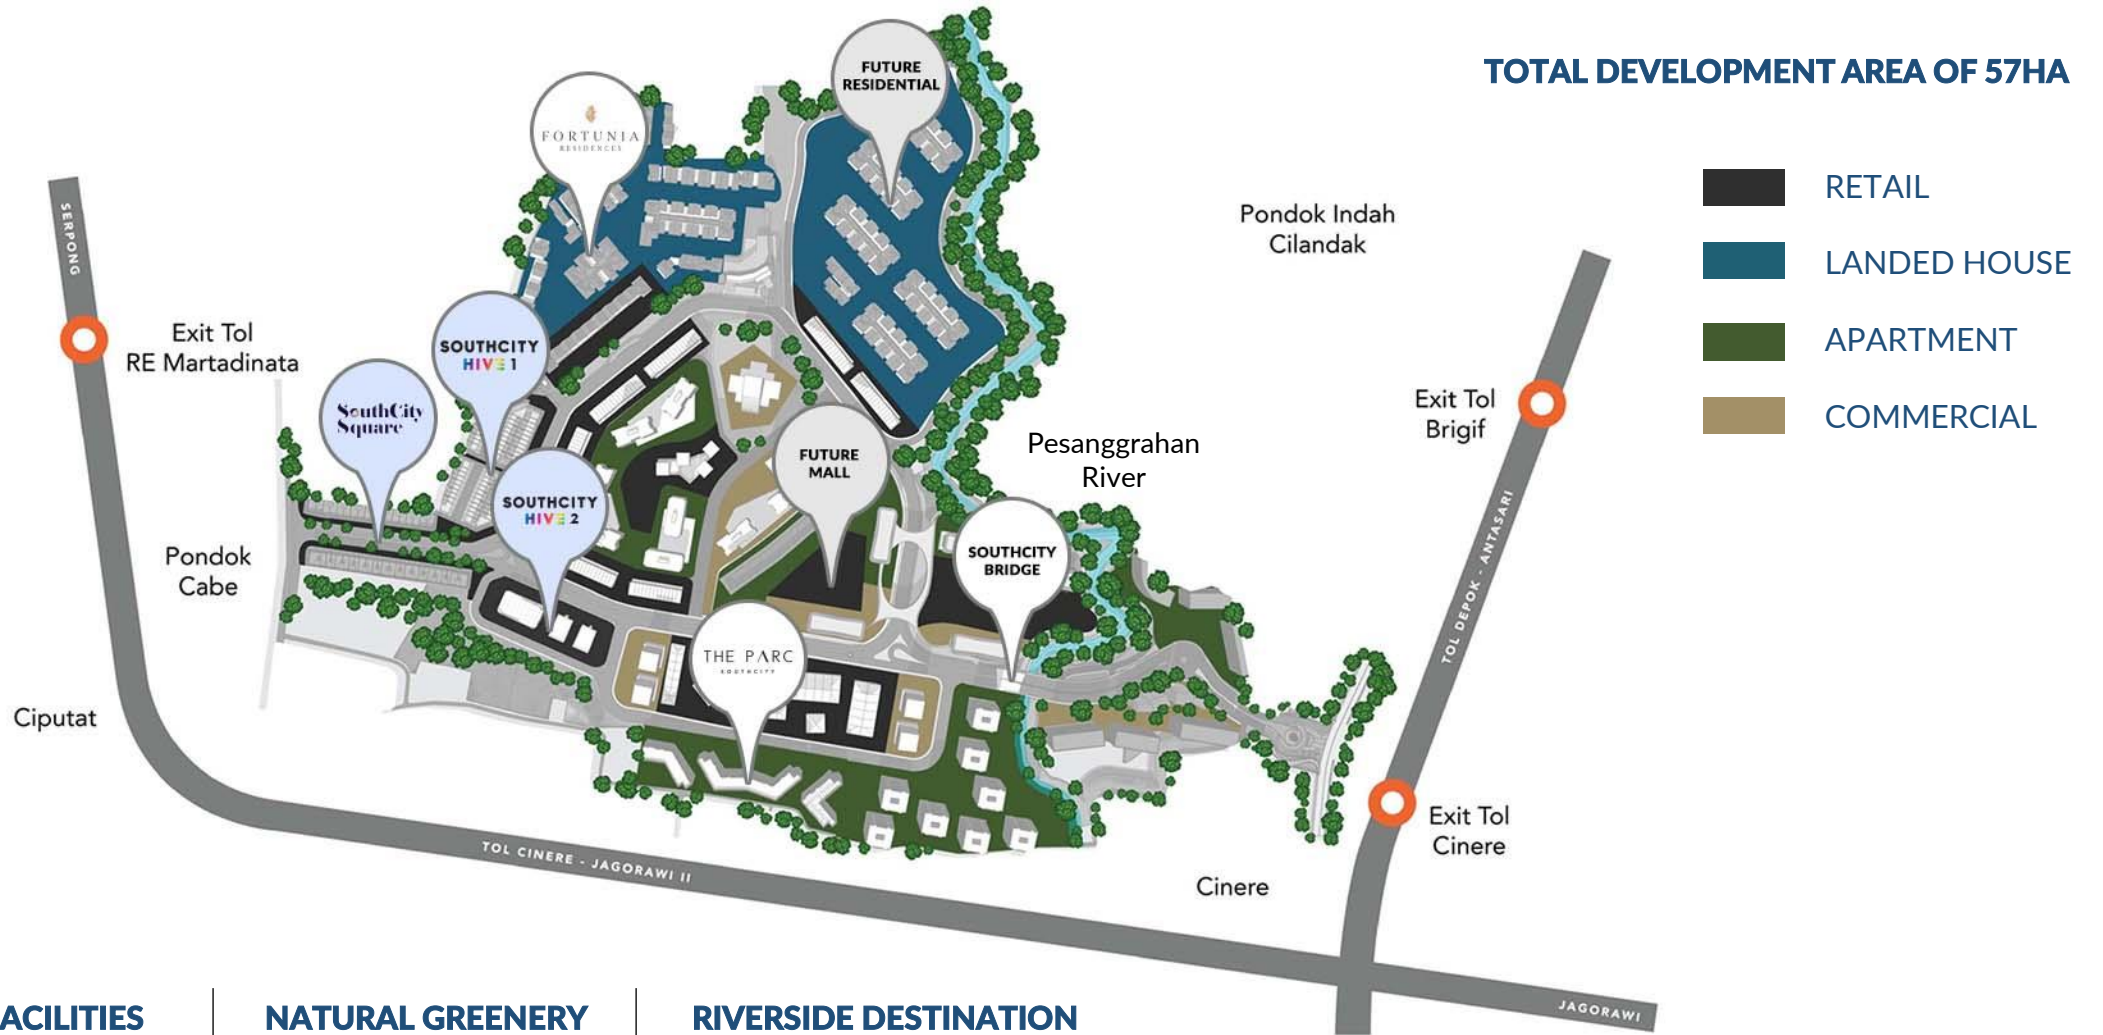 TOTAL DEVELOPMENT AREA OF 57HA
RETAIL
LANDED HOUSE
APARTMENT
COMMERCIAL
FUTURE
RESIDENTIAL
FORTUNIA
RESIDENCES
SERPONG
Pondok Indah
Cilandak
Exit Tol
RE Martadinata
SOUTHCITY
HIVE 1
SouthCity
Square
Exit Tol
Brigif
Pesanggrahan
River
FUTURE
MALL
SOUTHCITY
HIVE 2
SOUTHCITY
BRIDGE
Pondok
Cabe
TOL DEPOK - ANTASARI
THE PARC
SOUTHCITY
Ciputat
Exit Tol
Cinere
TOL CINERE - JAGORAWI II
Cinere
JAGORAWI
ACILITIES
NATURAL GREENERY
RIVERSIDE DESTINATION